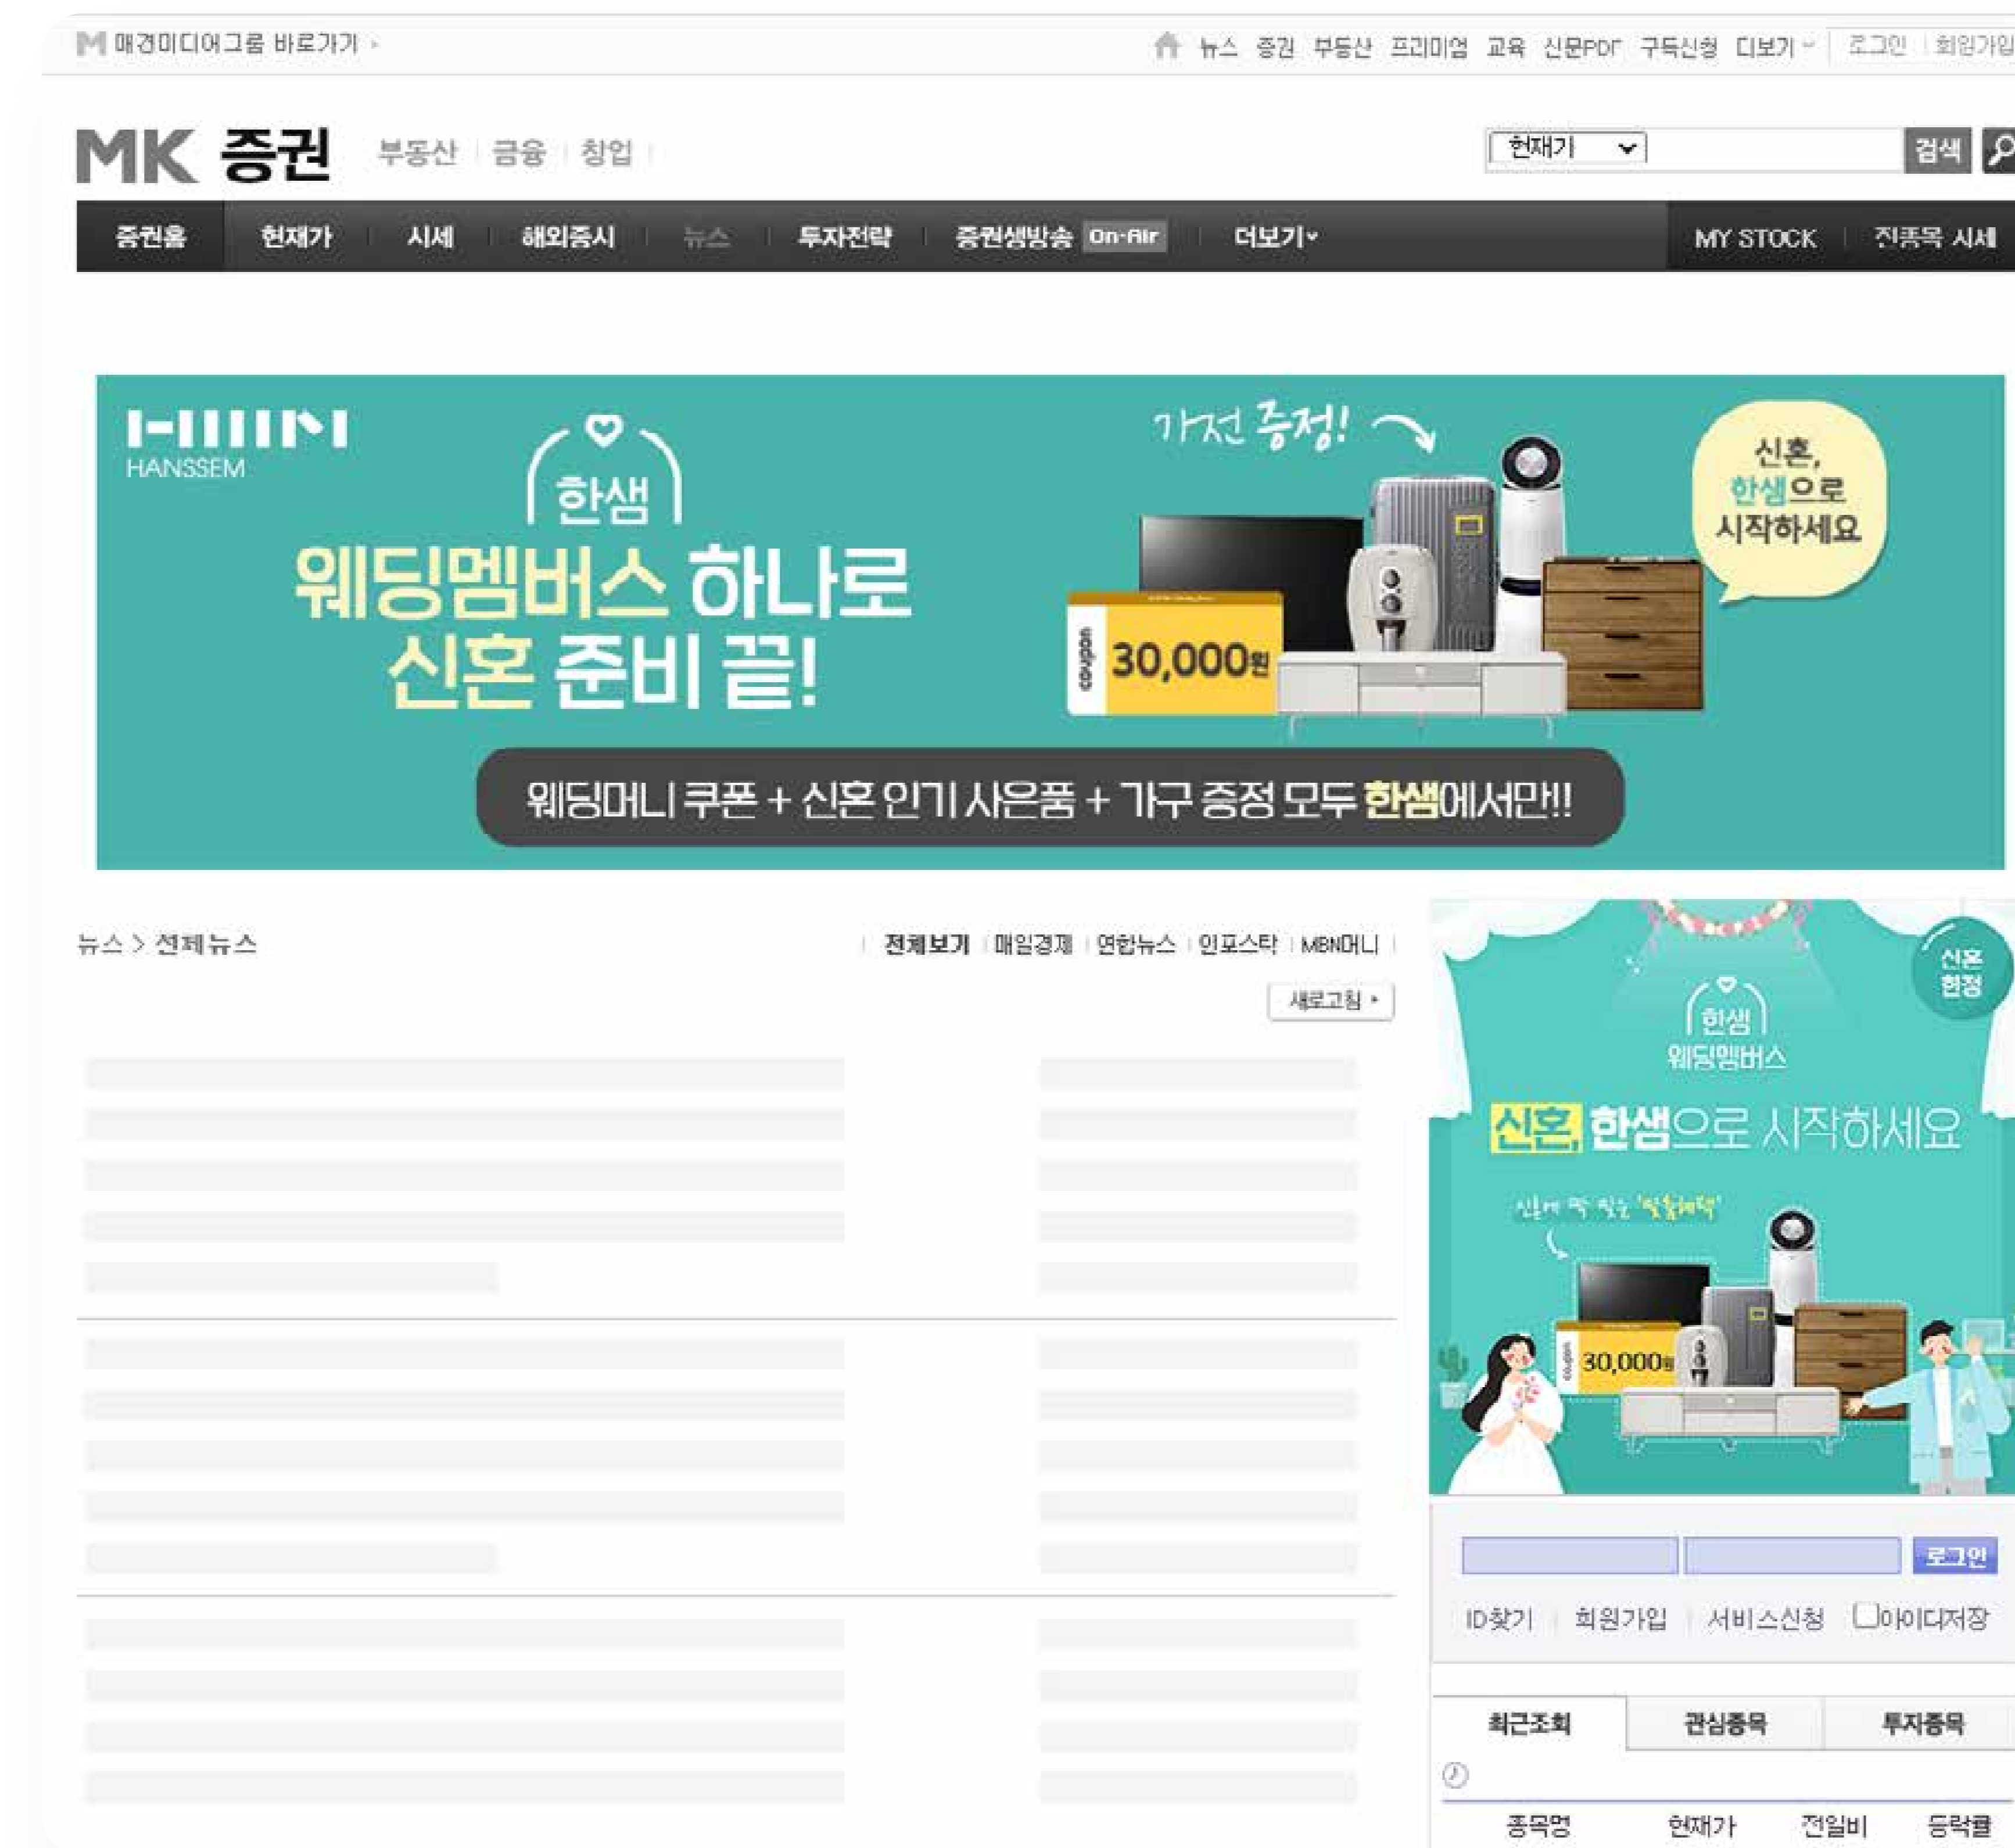 M 매경미디어그룹 바로가기
뉴스 증권 부동산 프리미엄 교육 신문PDF 구독신청 더보기 로그인 회원가입
MK 증권 부동산 금융 창업
현재가 검색
증권홈 현재가 시세 해외증시 뉴스 투자전략 증권생방송 On-Air 더보기 MY STOCK 전종목 시세
HANSSEM
한샘
웨딩멤버스 하나로
신혼 준비 끝!
가전 증정!
신혼,
한샘으로
시작하세요
coupon 30,000원
웨딩머니 쿠폰 + 신혼 인기 사은품 + 가구 증정 모두 한샘에서만!!
뉴스 > 전체뉴스
전체보기 매일경제 연합뉴스 인포스탁 MBN머니
새로고침
신혼
한정
한샘
웨딩멤버스
신혼, 한샘으로 시작하세요
신혼에 딱 맞는 '맞춤혜택'
coupon 30,000원
로그인
ID찾기 회원가입 서비스신청 아이디저장
최근조회 관심종목 투자종목
종목명 현재가 전일비 등락률